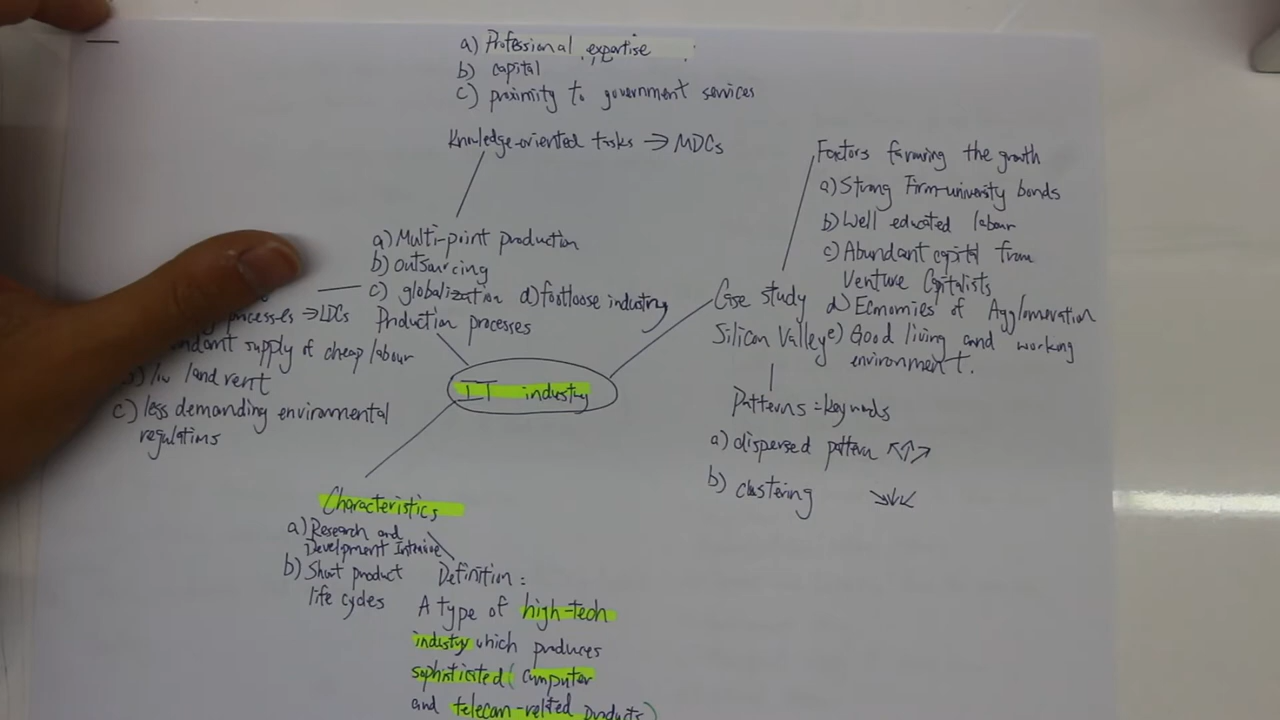 a) Professional expertise
b) capital
c) proximity to government services
Knowledge-oriented tasks → MDCs
a) Multi-point production
b) outsourcing
c) globalization d) footloose industry
Production processes
processes → LDCs
supply of cheap labour
b) low land rent
c) less demanding environmental
regulations
IT industry
Factors favouring the growth
a) Strong Firm-university bonds
b) Well educated labour
c) Abundant capital from
Venture Capitalists
d) Economies of Agglomeration
e) Good living and working
environment.
Case study
Silicon Valley
Patterns = keywords
a) dispersed pattern ↖↑↗
b) clustering ↘↓↙
Characteristics
a) Research and
Development Intensive
b) Short product
life cycles
Definition :
A type of high-tech
industry which produces
sophisticated (computer
and telecom-related products)